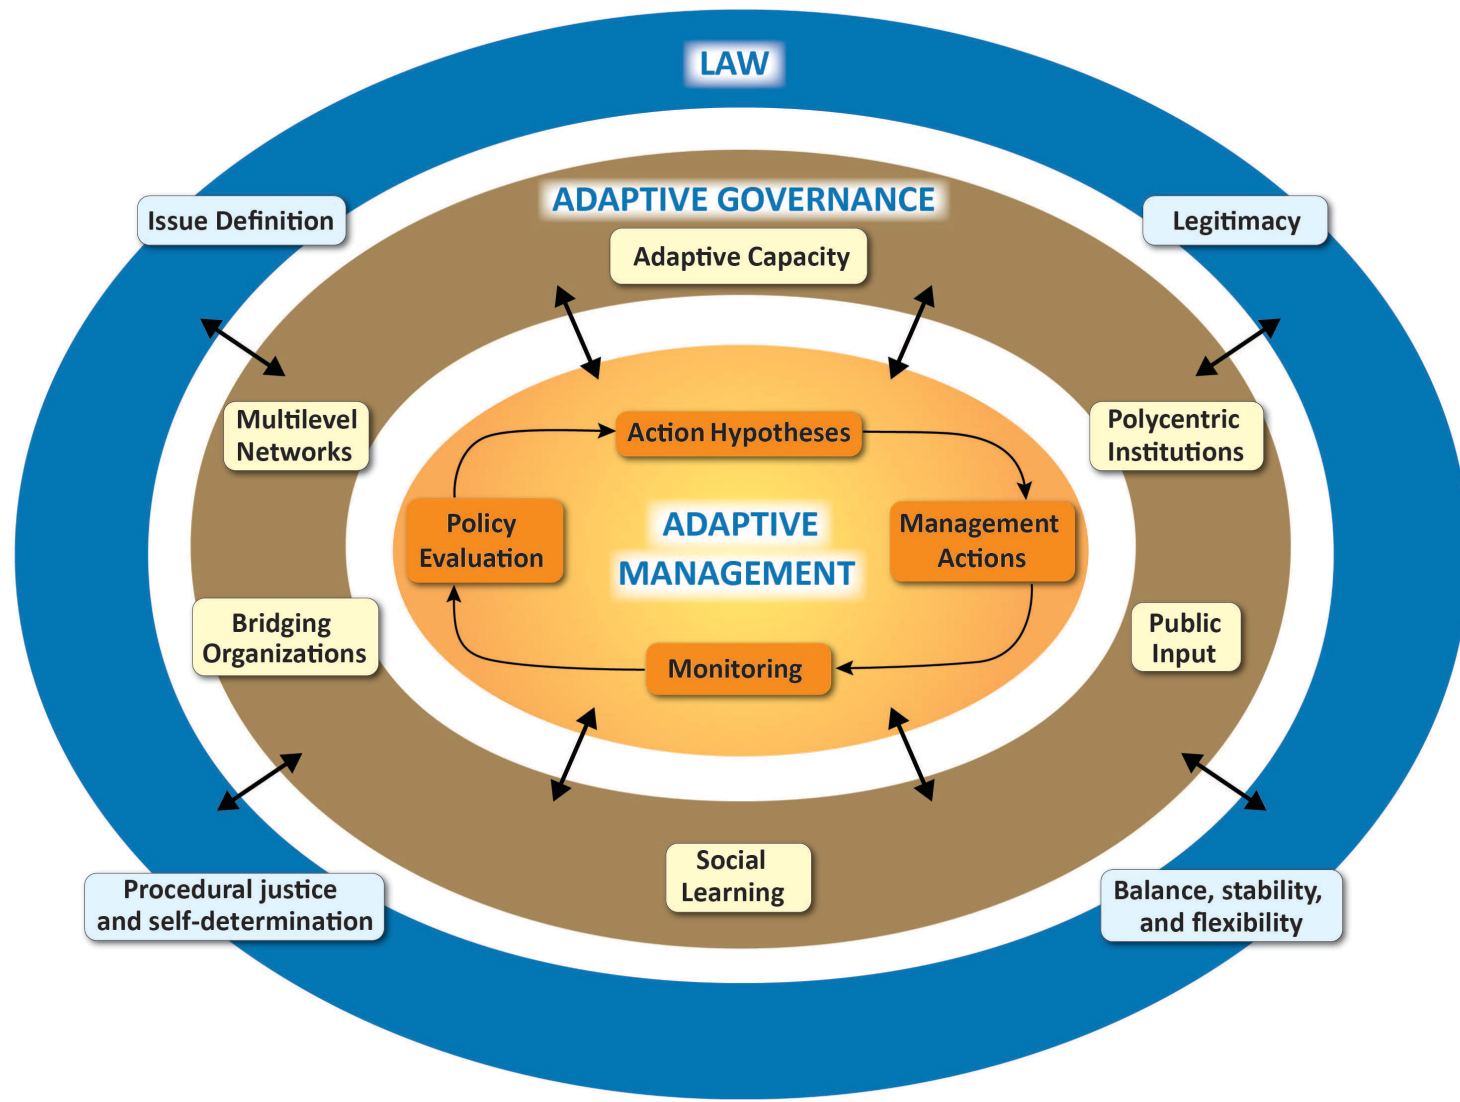 LAW
Issue Definition
Legitimacy
ADAPTIVE GOVERNANCE
Adaptive Capacity
Multilevel
Networks
Polycentric
Institutions
Action Hypotheses
Policy
Evaluation
ADAPTIVE
MANAGEMENT
Management
Actions
Bridging
Organizations
Public
Input
Monitoring
Social
Learning
Procedural justice
and self-determination
Balance, stability,
and flexibility